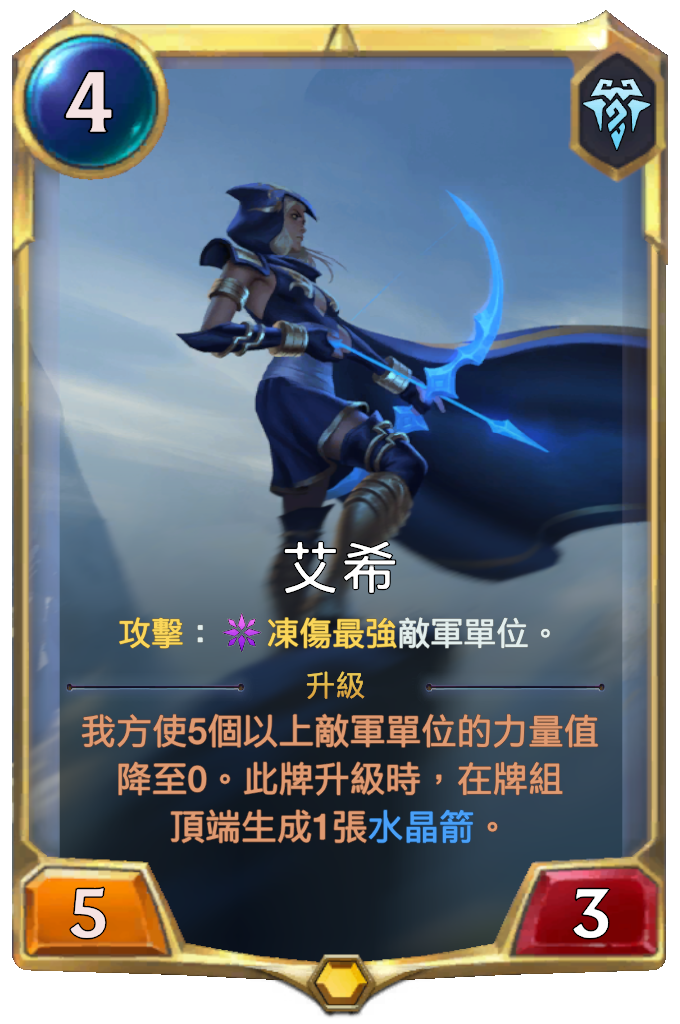 4
艾希
攻擊：凍傷最強敵軍單位。
升級
我方使5個以上敵軍單位的力量值
降至0。此牌升級時，在牌組
頂端生成1張水晶箭。
5
3